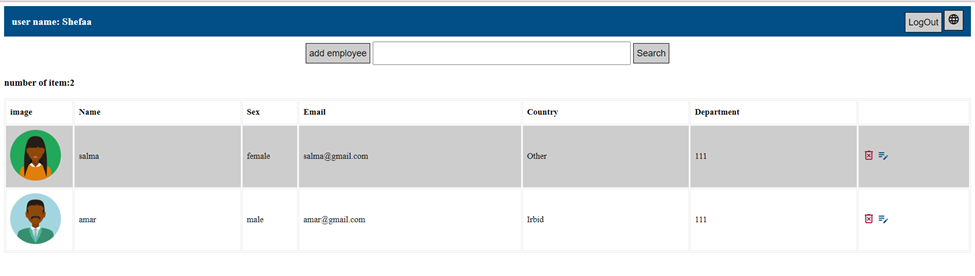 user name: Shefaa LogOut
add employee Search
number of item:2
image Name Sex Email Country Department
salma female salma@gmail.com Other 111
amar male amar@gmail.com Irbid 111